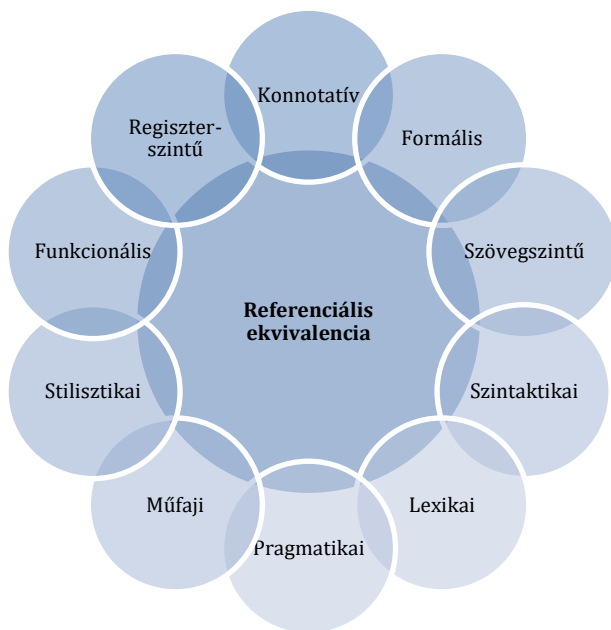 Konnotatív
Formális
Szövegszintű
Szintaktikai
Lexikai
Pragmatikai
Műfaji
Stilisztikai
Funkcionális
Regiszter-
szintű
Referenciális
ekvivalencia